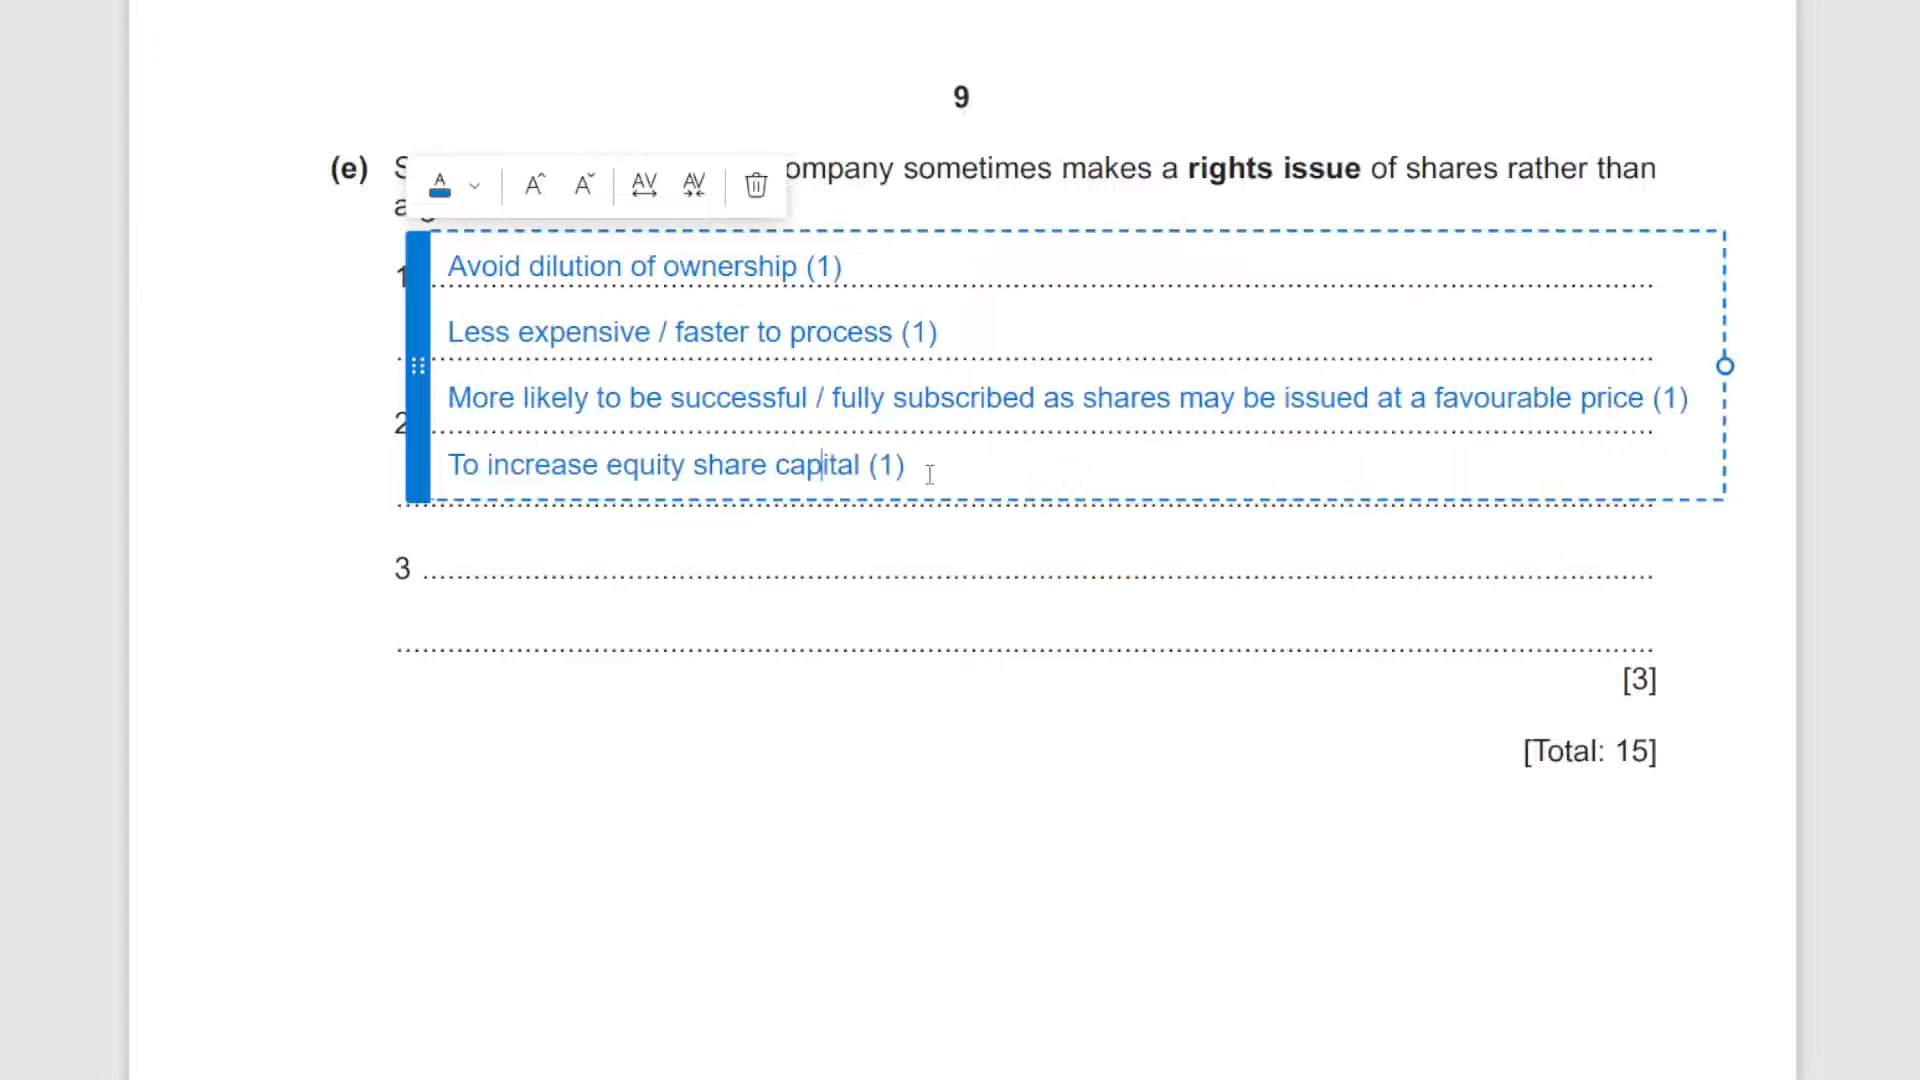 9
(e) ompany sometimes makes a rights issue of shares rather than
a
1
Avoid dilution of ownership (1)
Less expensive / faster to process (1)
2
More likely to be successful / fully subscribed as shares may be issued at a favourable price (1)
To increase equity share capital (1)
3
[3]
[Total: 15]